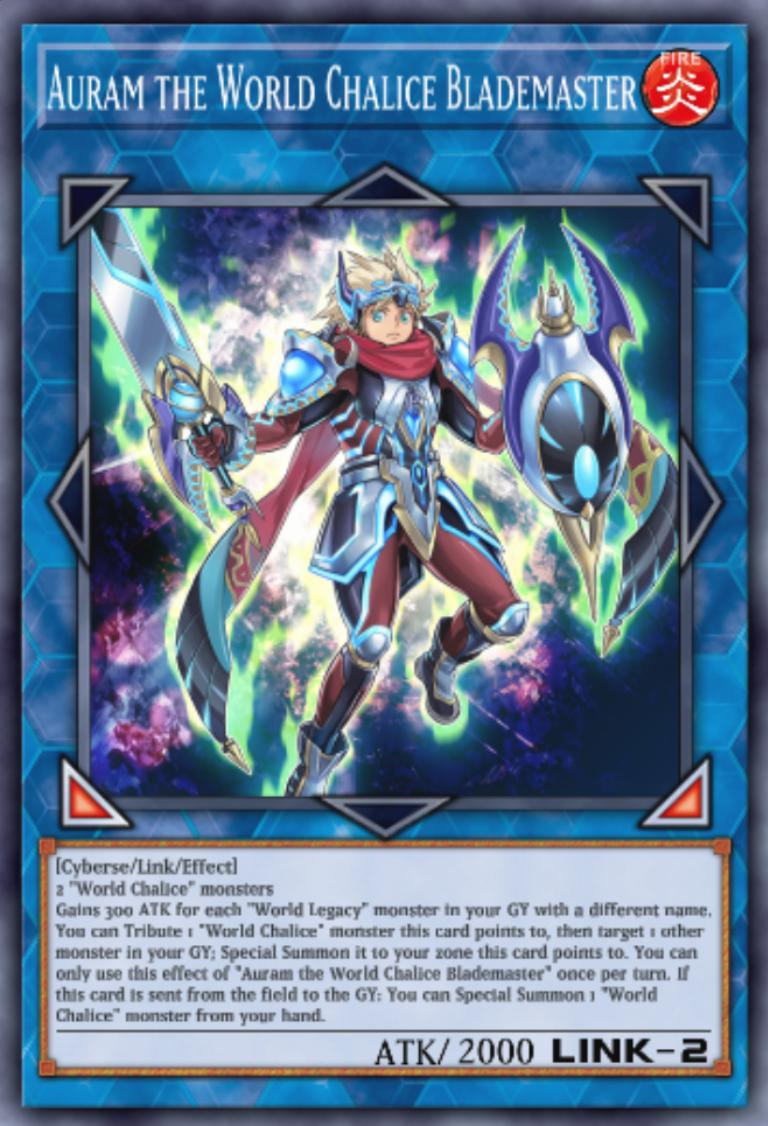 AURAM THE WORLD CHALICE BLADEMASTER
FIRE
炎
[Cyberse/Link/Effect]
2 "World Chalice" monsters
Gains 300 ATK for each "World Legacy" monster in your GY with a different name.
You can Tribute 1 "World Chalice" monster this card points to, then target 1 other
monster in your GY; Special Summon it to your zone this card points to. You can
only use this effect of "Auram the World Chalice Blademaster" once per turn. If
this card is sent from the field to the GY: You can Special Summon 1 "World
Chalice" monster from your hand.
ATK/ 2000 LINK-2